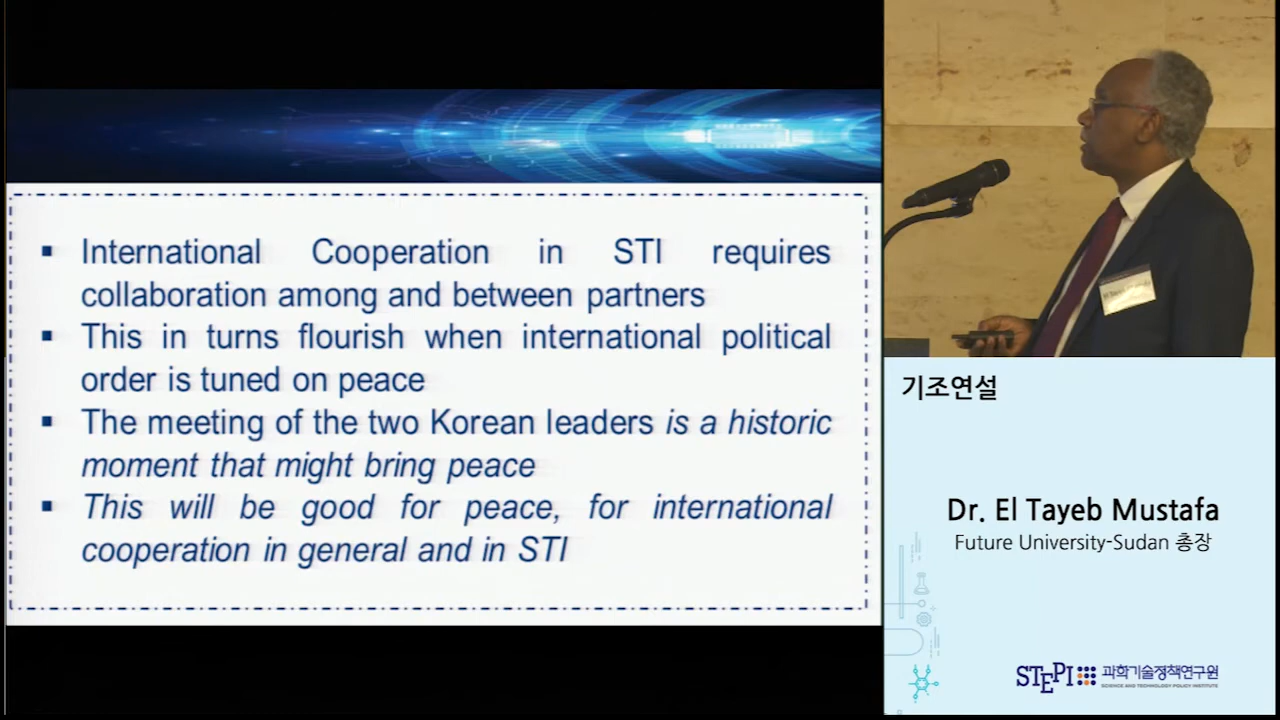 ▪ International Cooperation in STI requires
collaboration among and between partners
▪ This in turns flourish when international political
order is tuned on peace
▪ The meeting of the two Korean leaders is a historic
moment that might bring peace
▪ This will be good for peace, for international
cooperation in general and in STI
기조연설
Dr. El Tayeb Mustafa
Future University-Sudan 총장
STEPI 과학기술정책연구원
SCIENCE AND TECHNOLOGY POLICY INSTITUTE